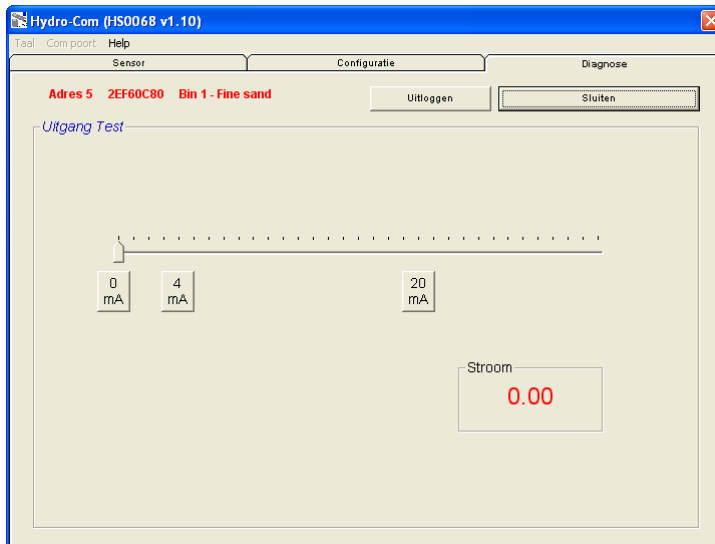 Hydro-Com (HS0068 v1.10)
Taal Com poort Help
Sensor Configuratie Diagnose
Adres 5 2EF60C80 Bin 1 - Fine sand Uitloggen Sluiten
Uitgang Test
0 mA
4 mA
20 mA
Stroom
0.00